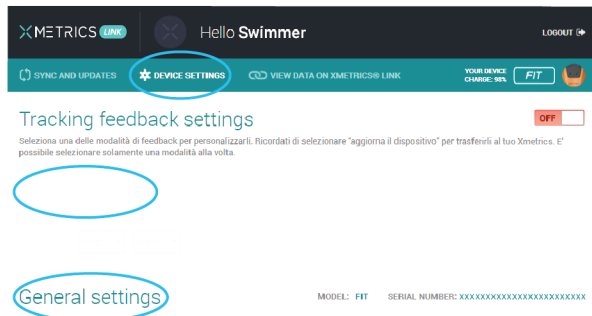 XMETRICS LINK
Hello Swimmer
LOGOUT
SYNC AND UPDATES
DEVICE SETTINGS
VIEW DATA ON XMETRICS® LINK
YOUR DEVICE
CHARGE: 98%
FIT
Tracking feedback settings
OFF
Seleziona una delle modalità di feedback per personalizzarli. Ricordati di selezionare "aggiorna il dispositivo" per trasferirli al tuo Xmetrics. E'
possibile selezionare solamente una modalità alla volta.
General settings
MODEL: FIT
SERIAL NUMBER: XXXXXXXXXXXXXXXXXXXXXXXX